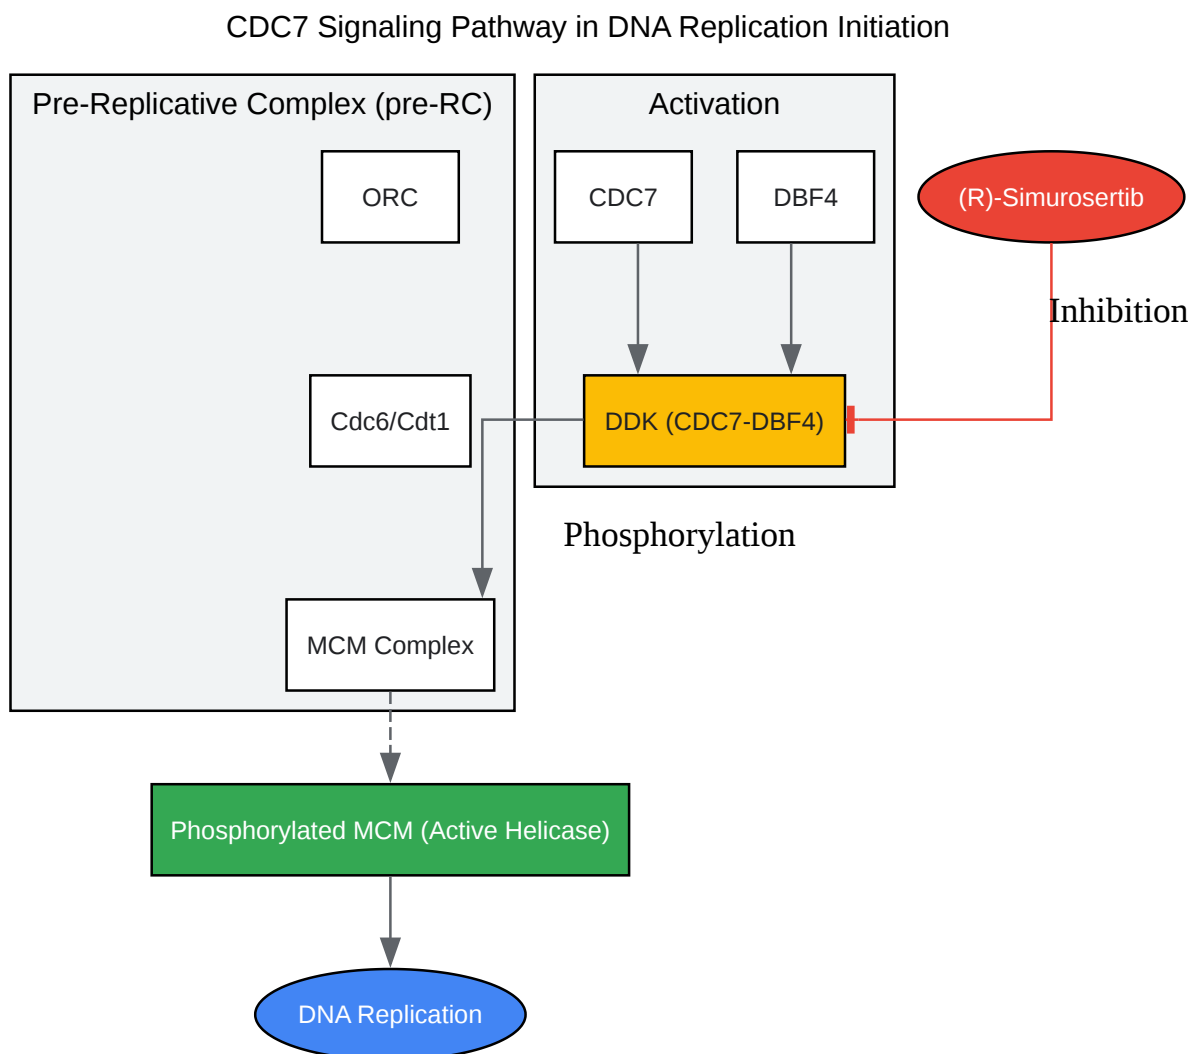 CDC7 Signaling Pathway in DNA Replication Initiation
Pre-Replicative Complex (pre-RC)
Activation
ORC
CDC7
DBF4
(R)-Simurosertib
Inhibition
Cdc6/Cdt1
DDK (CDC7-DBF4)
Phosphorylation
MCM Complex
Phosphorylated MCM (Active Helicase)
DNA Replication